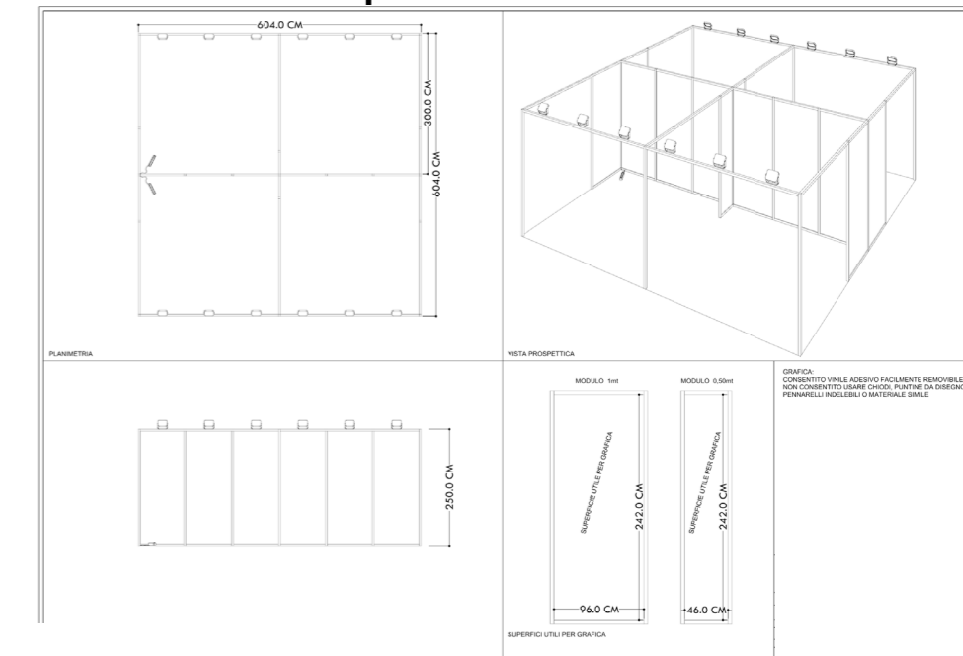 604.0 CM
300.0 CM
604.0 CM
PLANIMETRIA
VISTA PROSPETTICA
250.0 CM
MODULO 1mt
MODULO 0,50mt
SUPERFICIE UTILE PER GRAFICA
242.0 CM
96.0 CM
SUPERFICIE UTILE PER GRAFICA
242.0 CM
46.0 CM
SUPERFICI UTILI PER GRAFICA
GRAFICA:
CONSENTITO VINILE ADESIVO FACILMENTE REMOVIBILE
NON CONSENTITO USARE CHIODI, PUNTINE DA DISEGNO
PENNARELLI INDELEBILI O MATERIALE SIMILE